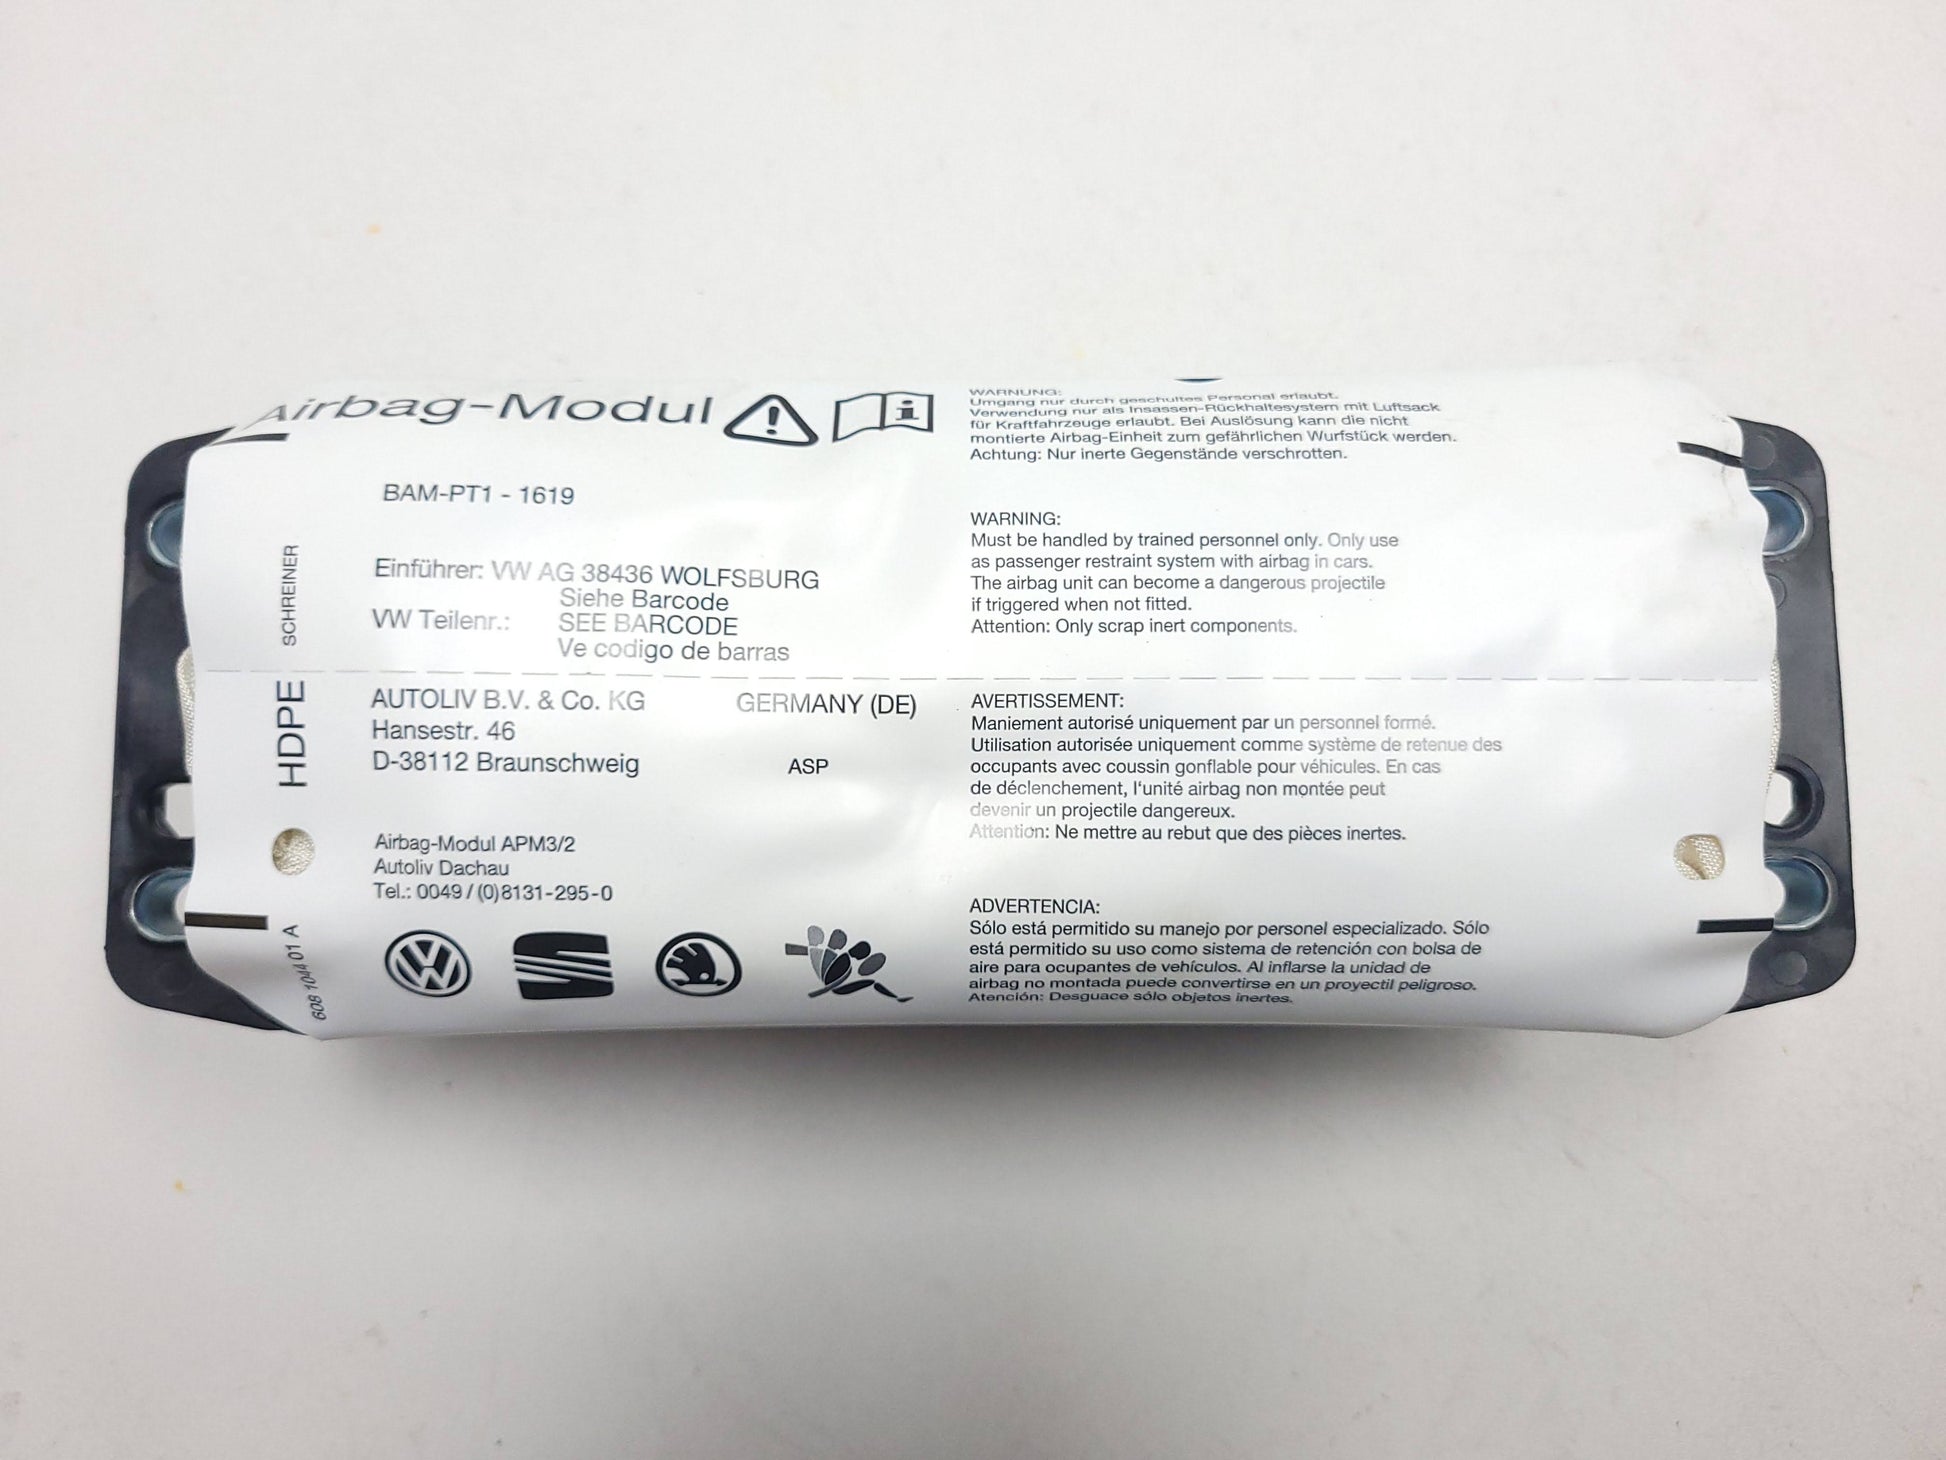 Airbag-Modul
BAM-PT1 - 1619
Einführer: VW AG 38436 WOLFSBURG
Siehe Barcode
VW Teilenr.: SEE BARCODE
Ve codigo de barras
AUTOLIV B.V. & Co. KG GERMANY (DE)
Hansestr. 46
D-38112 Braunschweig ASP
Airbag-Modul APM3/2
Autoliv Dachau
Tel.: 0049 / (0)8131-295-0
SCHREINER
HDPE
608 1044 01 A
WARNUNG:
Umgang nur durch geschultes Personal erlaubt.
Verwendung nur als Insassen-Rückhaltesystem mit Luftsack
für Kraftfahrzeuge erlaubt. Bei Auslösung kann die nicht
montierte Airbag-Einheit zum gefährlichen Wurfstück werden.
Achtung: Nur inerte Gegenstände verschrotten.
WARNING:
Must be handled by trained personnel only. Only use
as passenger restraint system with airbag in cars.
The airbag unit can become a dangerous projectile
if triggered when not fitted.
Attention: Only scrap inert components.
AVERTISSEMENT:
Maniement autorisé uniquement par un personnel formé.
Utilisation autorisée uniquement comme système de retenue des
occupants avec coussin gonflable pour véhicules. En cas
de déclenchement, l'unité airbag non montée peut
devenir un projectile dangereux.
Attention: Ne mettre au rebut que des pièces inertes.
ADVERTENCIA:
Sólo está permitido su manejo por personel especializado. Sólo
está permitido su uso como sistema de retención con bolsa de
aire para ocupantes de vehículos. Al inflarse la unidad de
airbag no montada puede convertirse en un proyectil peligroso.
Atención: Desguace sólo objetos inertes.